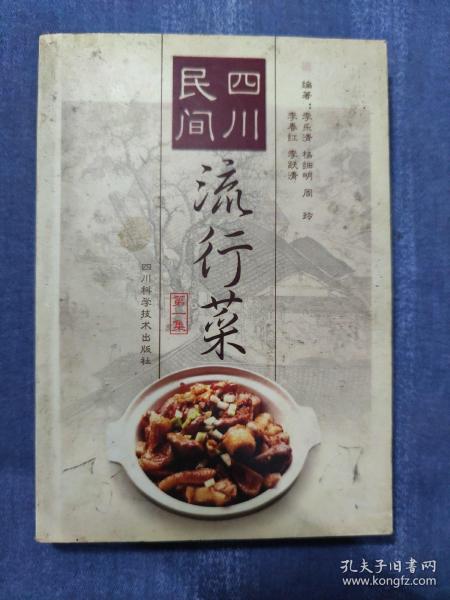 四川
民间
流行菜
第一集
编著：李乐清 杨细明 周 玲
李春红 李跃清
四川科学技术出版社
孔夫子旧书网
www.kongfz.com